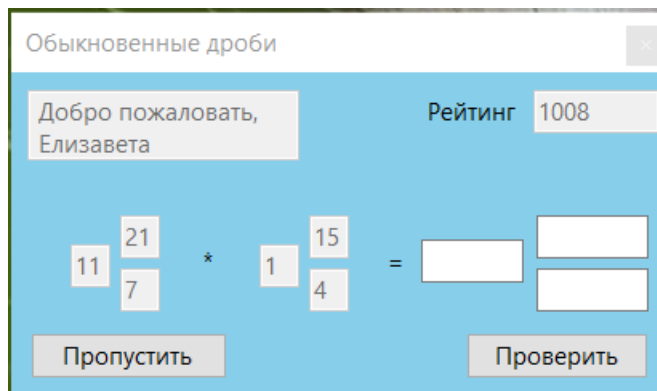 Обыкновенные дроби
Добро пожаловать,
Елизавета
Рейтинг 1008
21 15
11 * 1 =
7 4
Пропустить Проверить